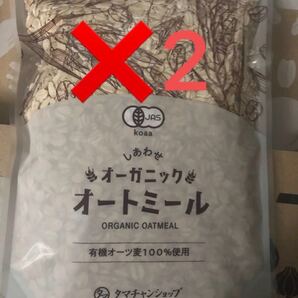 ×2
JAS
koaa
しあわせ
オーガニック
オートミール
ORGANIC OATMEAL
有機オーツ麦100%使用
タマチャンショップ